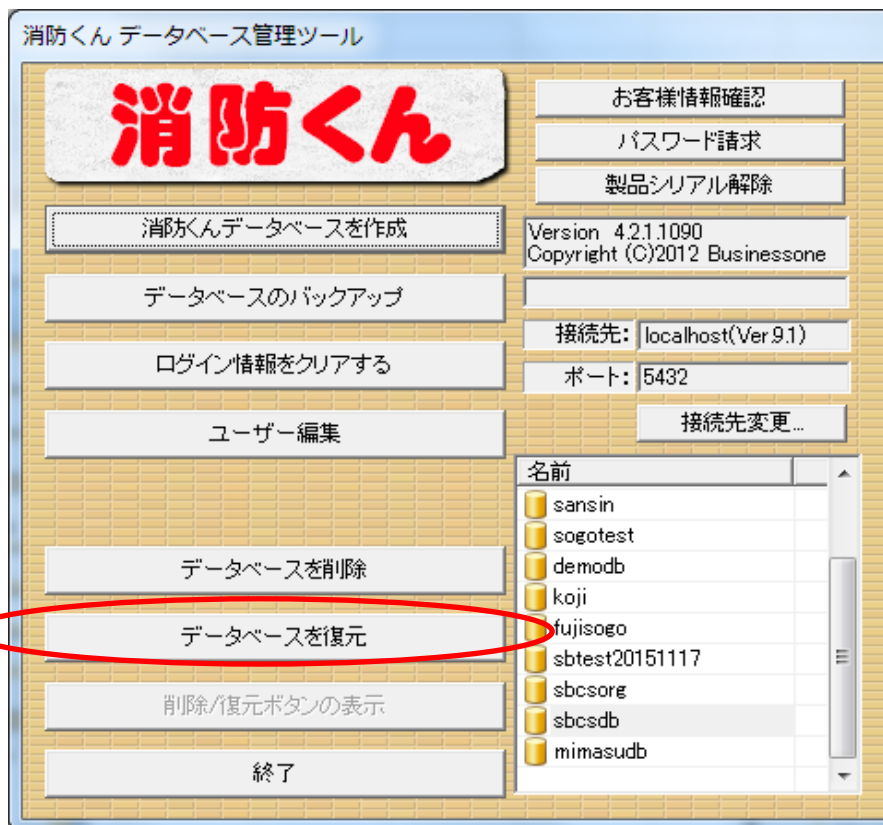 消防くん データベース管理ツール
消防くん
お客様情報確認
パスワード請求
製品シリアル解除
消防くんデータベースを作成
データベースのバックアップ
ログイン情報をクリアする
ユーザー編集
データベースを削除
データベースを復元
削除/復元ボタンの表示
終了
Version 4.2.1.1090
Copyright (C)2012 Businessone
接続先: localhost(Ver.9.1)
ポート: 5432
接続先変更...
名前
sansin
sogotest
demodb
koji
fujisogo
sbtest20151117
sbcsorg
sbcsdb
mimasudb